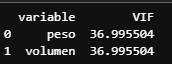 variable VIF
0 peso 36.995504
1 volumen 36.995504